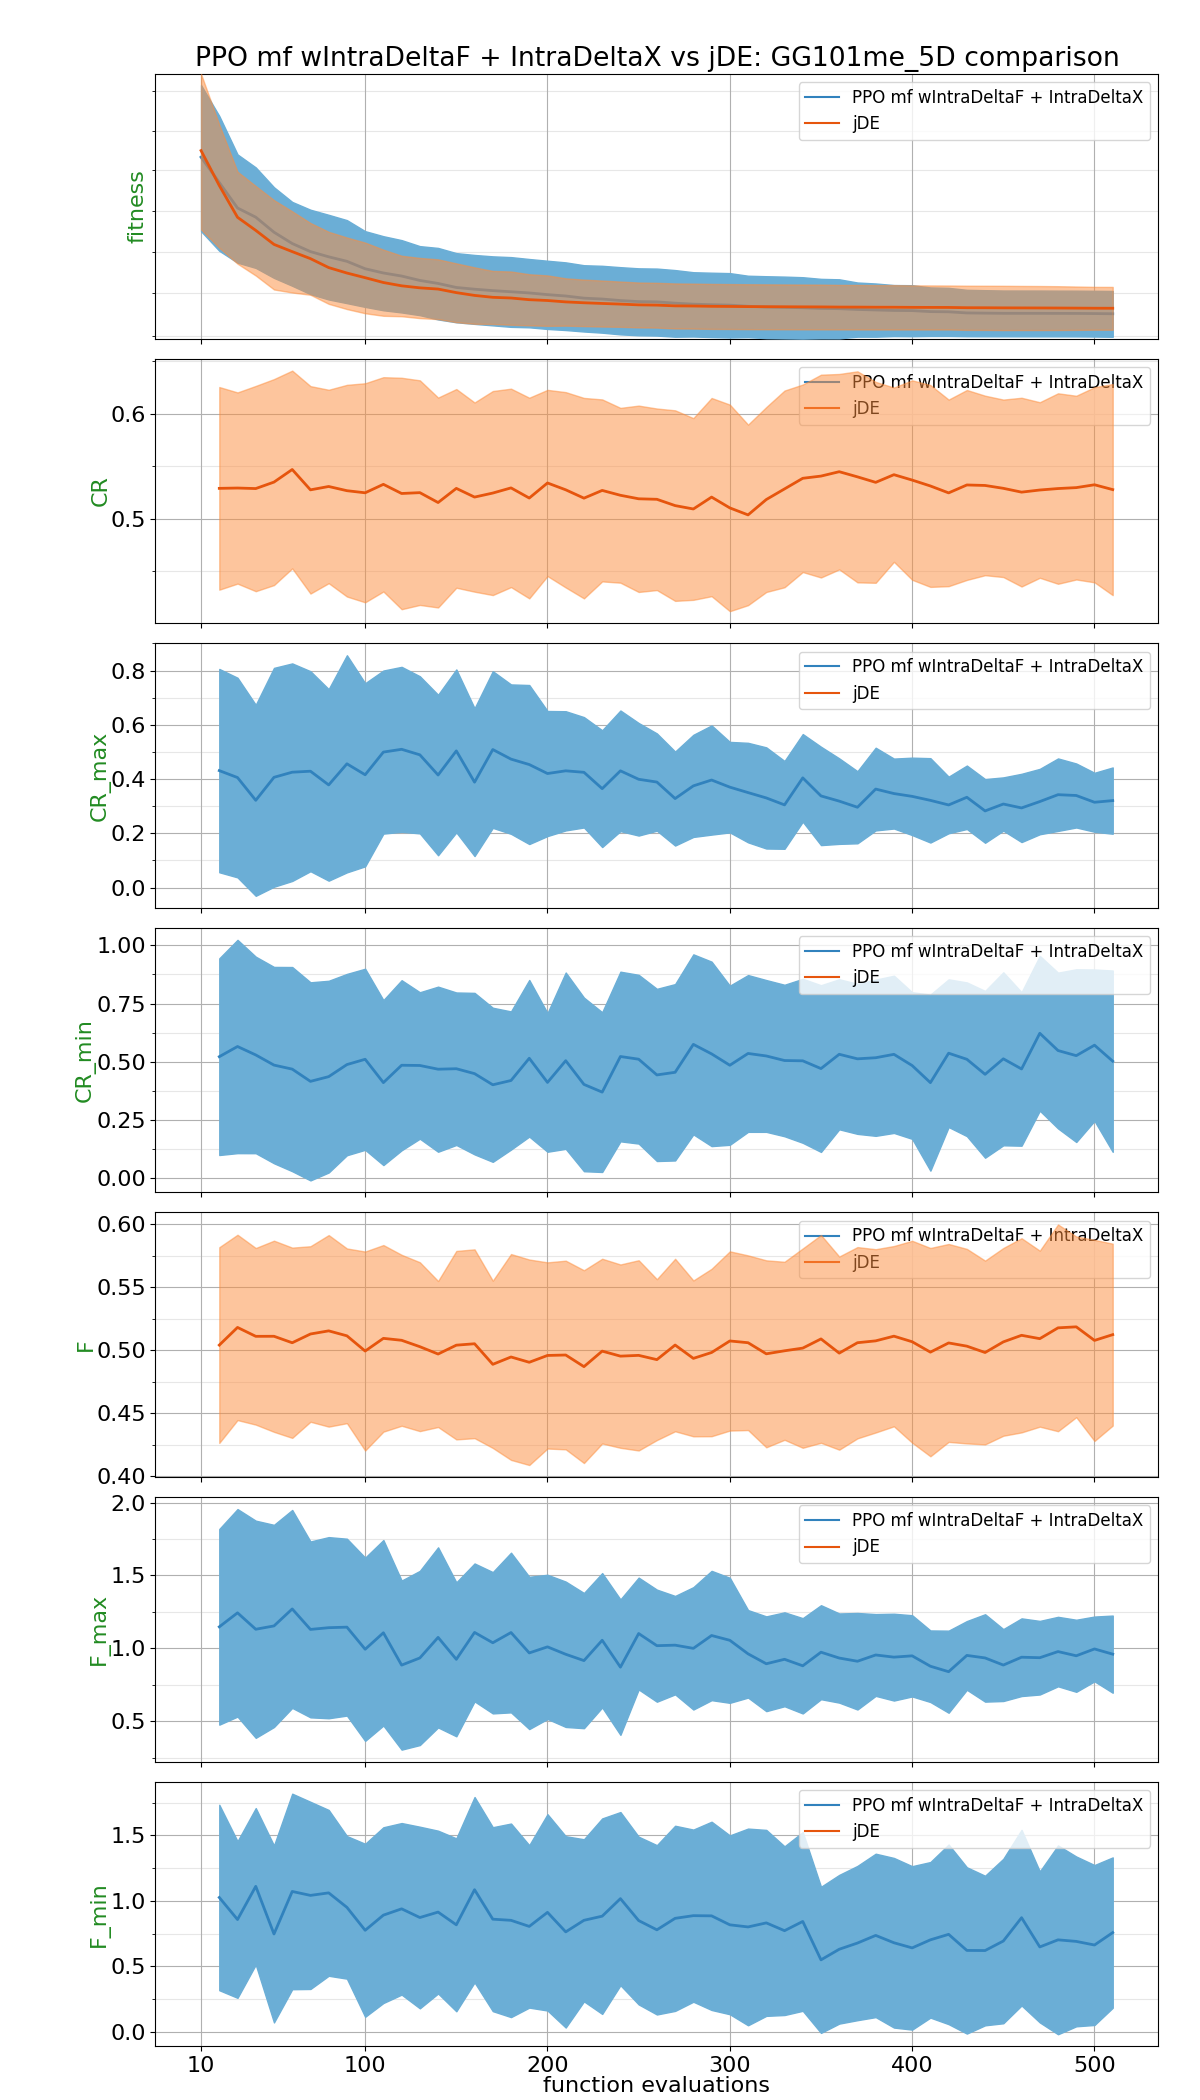 PPO mf wIntraDeltaF + IntraDeltaX vs jDE: GG101me_5D comparison
fitness
PPO mf wIntraDeltaF + IntraDeltaX
jDE
CR
0.6
0.5
PPO mf wIntraDeltaF + IntraDeltaX
jDE
CR_max
0.8
0.6
0.4
0.2
0.0
PPO mf wIntraDeltaF + IntraDeltaX
jDE
CR_min
1.00
0.75
0.50
0.25
0.00
PPO mf wIntraDeltaF + IntraDeltaX
jDE
F
0.60
0.55
0.50
0.45
0.40
PPO mf wIntraDeltaF + IntraDeltaX
jDE
F_max
2.0
1.5
1.0
0.5
PPO mf wIntraDeltaF + IntraDeltaX
jDE
F_min
1.5
1.0
0.5
0.0
PPO mf wIntraDeltaF + IntraDeltaX
jDE
10 100 200 300 400 500
function evaluations